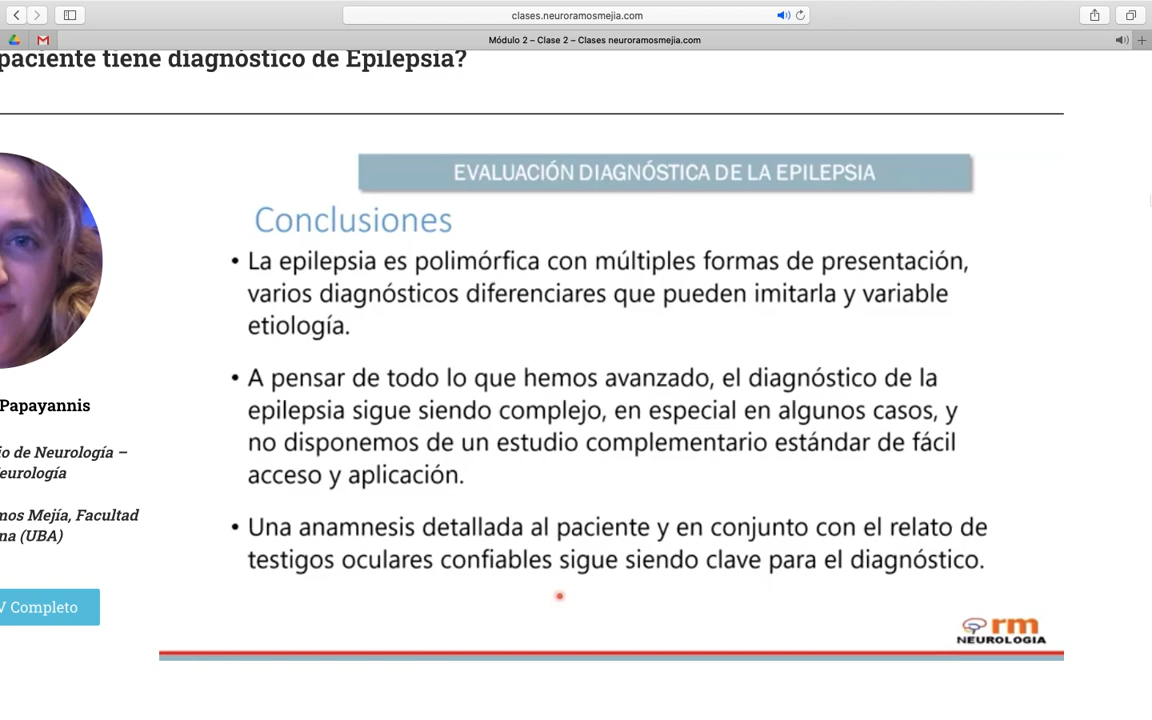 clases.neuroramosmejia.com
Módulo 2 – Clase 2 – Clases neuroramosmejia.com
paciente tiene diagnóstico de Epilepsia?
EVALUACIÓN DIAGNÓSTICA DE LA EPILEPSIA
Conclusiones
• La epilepsia es polimórfica con múltiples formas de presentación,
varios diagnósticos diferenciares que pueden imitarla y variable
etiología.
• A pensar de todo lo que hemos avanzado, el diagnóstico de la
epilepsia sigue siendo complejo, en especial en algunos casos, y
no disponemos de un estudio complementario estándar de fácil
acceso y aplicación.
• Una anamnesis detallada al paciente y en conjunto con el relato de
testigos oculares confiables sigue siendo clave para el diagnóstico.
Papayannis
de Neurología –
Mejía, Facultad
(UBA)
Completo
rm
NEUROLOGIA